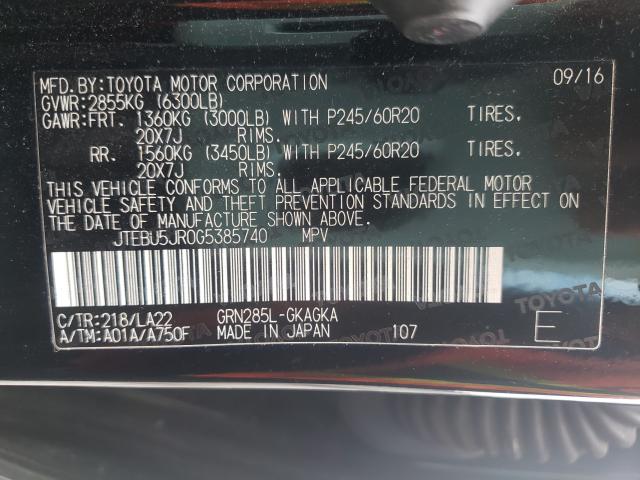 MFD.BY:TOYOTA MOTOR CORPORATION 09/16
GVWR:2855KG (6300LB)
GAWR:FRT. 1360KG (3000LB) WITH P245/60R20 TIRES.
20X7J RIMS.
RR. 1560KG (3450LB) WITH P245/60R20 TIRES.
20X7J RIMS.
THIS VEHICLE CONFORMS TO ALL APPLICABLE FEDERAL MOTOR
VEHICLE SAFETY AND THEFT PREVENTION STANDARDS IN EFFECT ON
THE DATE OF MANUFACTURE SHOWN ABOVE.
JTEBU5JR0G5385740 MPV
C/TR:218/LA22 GRN285L-GKAGKA
A/TM:A01A/A750F MADE IN JAPAN 107 E